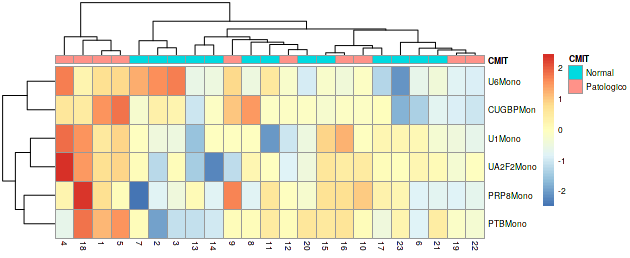 CMIT
U6Mono
CUGBPMon
U1Mono
UA2F2Mono
PRP8Mono
PTBMono
4 18 1 5 7 2 3 13 14 9 8 11 12 20 15 16 10 17 23 6 21 19 22
2
1
0
-1
-2
CMIT
Normal
Patologico